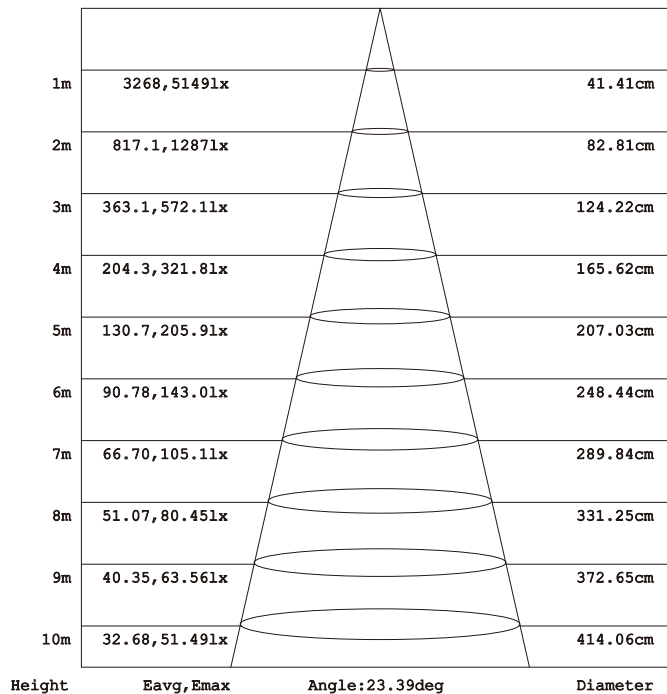 1m 3268,5149lx 41.41cm
2m 817.1,1287lx 82.81cm
3m 363.1,572.1lx 124.22cm
4m 204.3,321.8lx 165.62cm
5m 130.7,205.9lx 207.03cm
6m 90.78,143.0lx 248.44cm
7m 66.70,105.1lx 289.84cm
8m 51.07,80.45lx 331.25cm
9m 40.35,63.56lx 372.65cm
10m 32.68,51.49lx 414.06cm
Height Eavg,Emax Angle:23.39deg Diameter